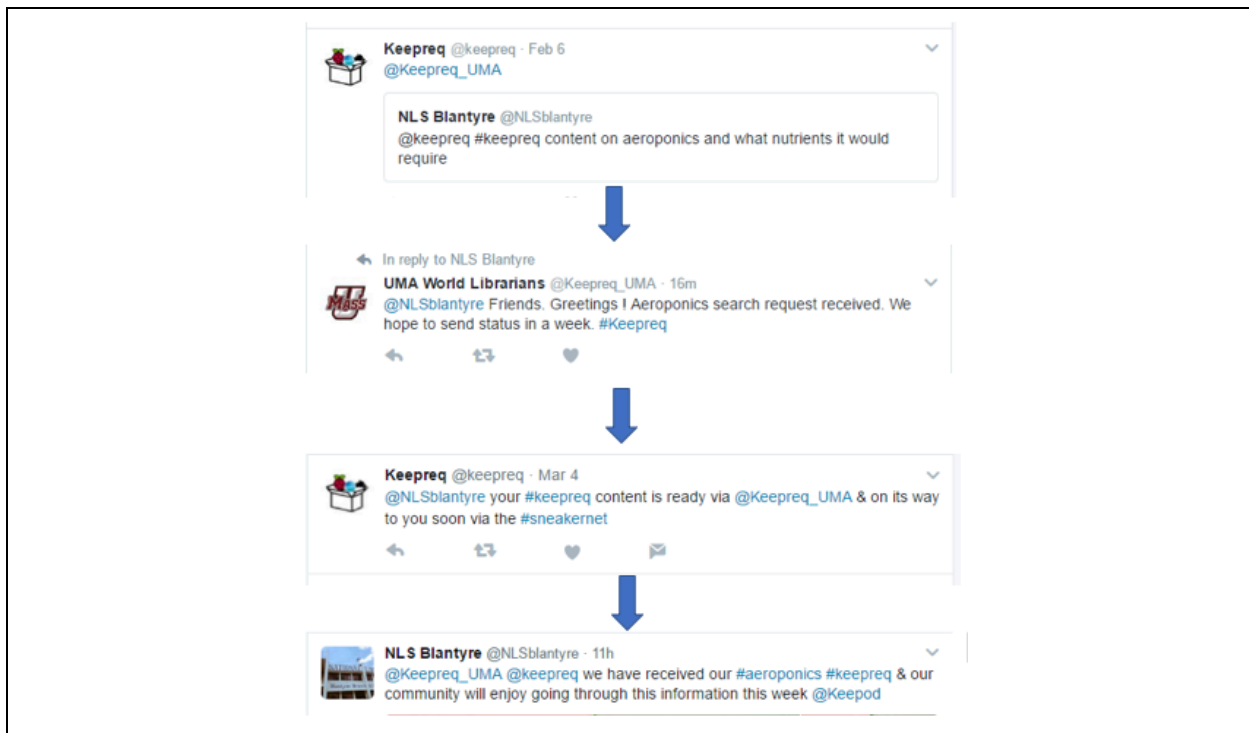 Keepreq @keepreq · Feb 6
@Keepreq_UMA
NLS Blantyre @NLSblantyre
@keepreq #keepreq content on aeroponics and what nutrients it would
require
In reply to NLS Blantyre
UMA World Librarians @Keepreq_UMA · 16m
@NLSblantyre Friends. Greetings ! Aeroponics search request received. We
hope to send status in a week. #Keepreq
Keepreq @keepreq · Mar 4
@NLSblantyre your #keepreq content is ready via @Keepreq_UMA & on its way
to you soon via the #sneakernet
NLS Blantyre @NLSblantyre · 11h
@Keepreq_UMA @keepreq we have received our #aeroponics #keepreq & our
community will enjoy going through this information this week @Keepod